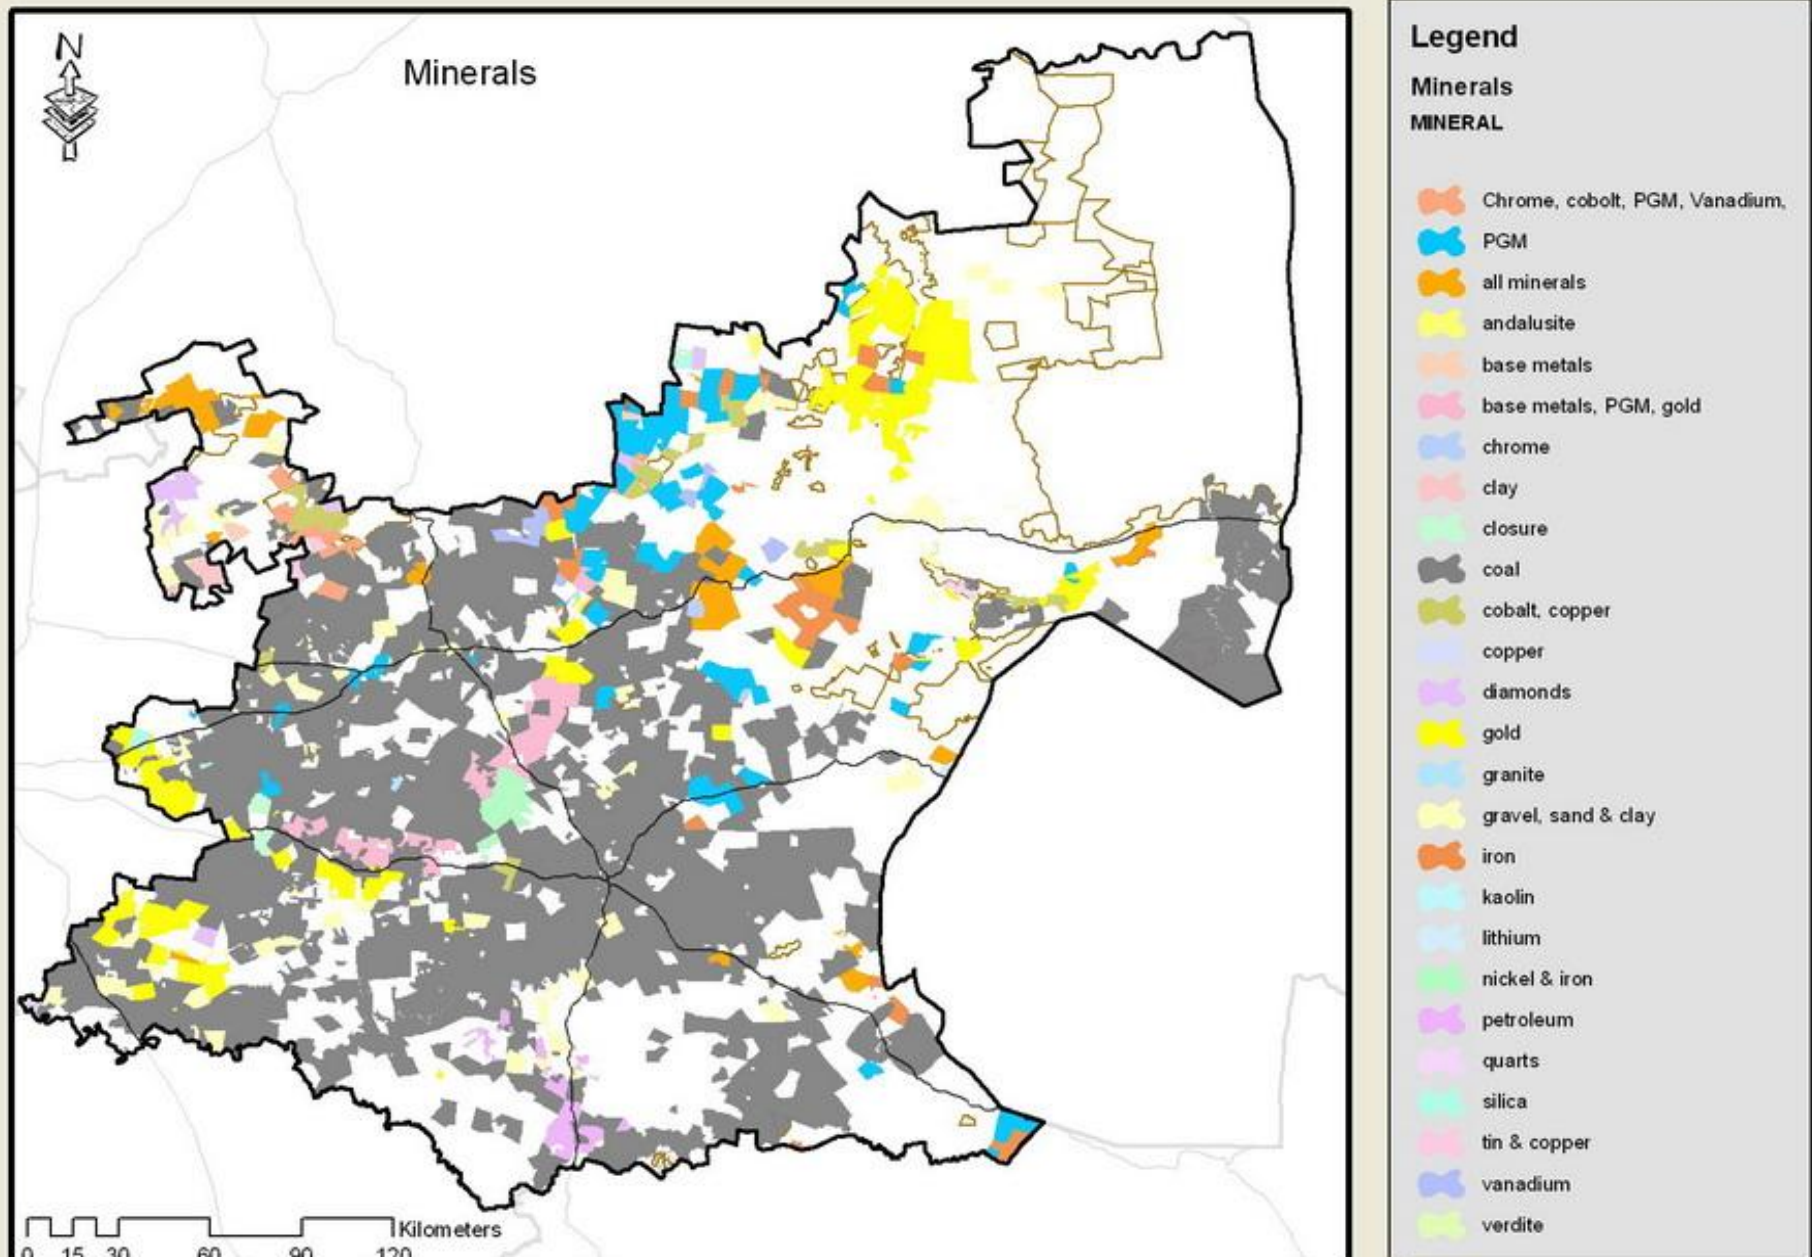 N
Minerals
Kilometers
0 15 30 60 90 120
Legend
Minerals
MINERAL
Chrome, cobolt, PGM, Vanadium,
PGM
all minerals
andalusite
base metals
base metals, PGM, gold
chrome
clay
closure
coal
cobalt, copper
copper
diamonds
gold
granite
gravel, sand & clay
iron
kaolin
lithium
nickel & iron
petroleum
quarts
silica
tin & copper
vanadium
verdite